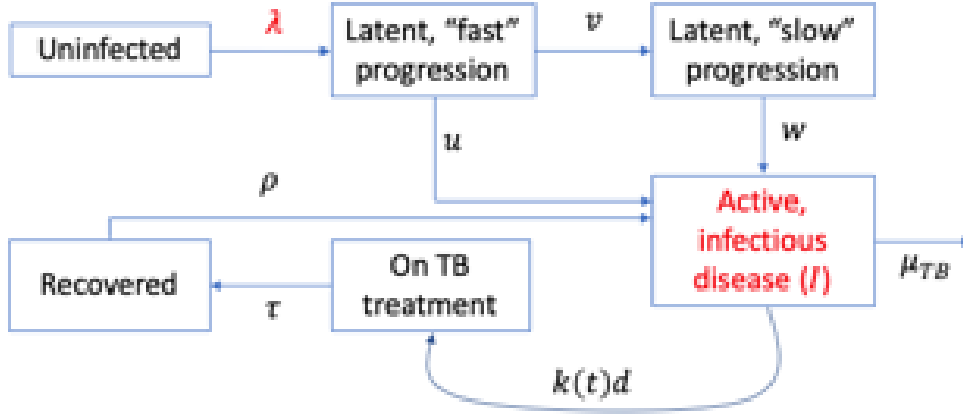 λ
Uninfected
Latent, "fast"
progression
v
Latent, "slow"
progression
u
w
ρ
Active,
infectious
disease (I)
μTB
Recovered
τ
On TB
treatment
k(t)d